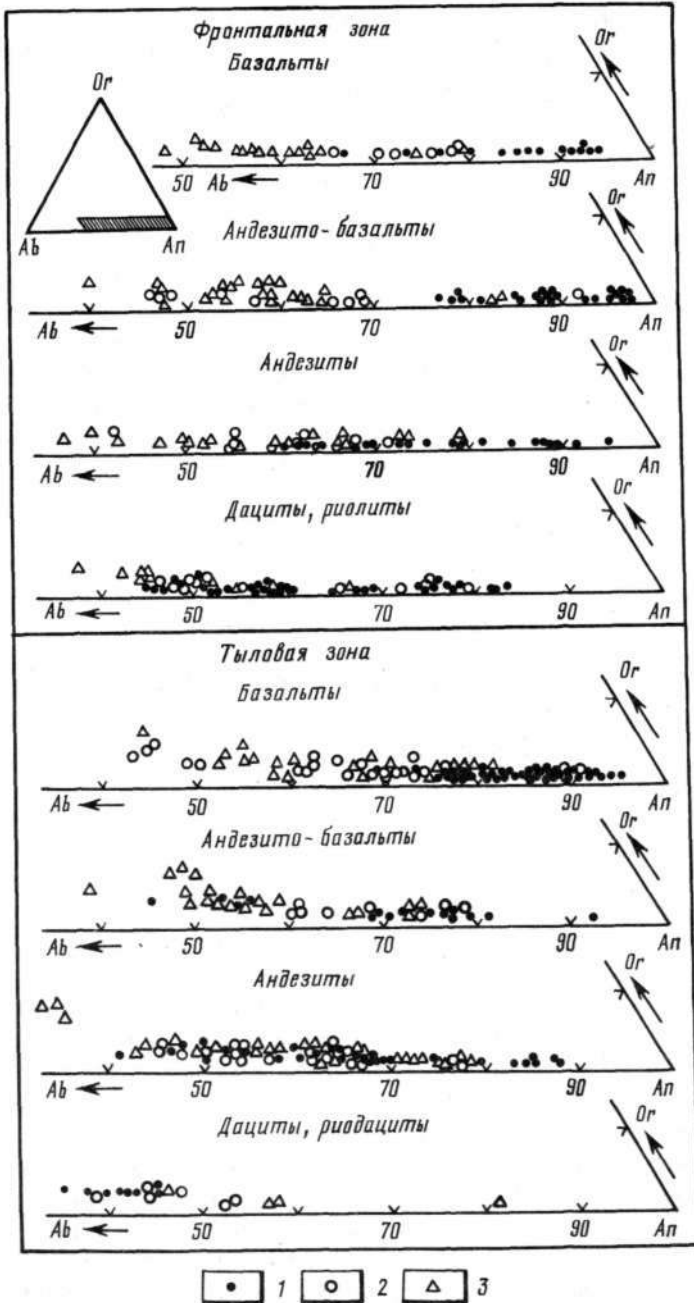 Фронтальная зона
Базальты
Or
Ab An
Or
50 Ab 70 90 An
Андезито-базальты
Or
Ab 50 70 90 An
Андезиты
Or
Ab 50 70 90 An
Дациты, риолиты
Or
Ab 50 70 90 An
Тыловая зона
Базальты
Or
Ab 50 70 90 An
Андезито-базальты
Or
Ab 50 70 90 An
Андезиты
Or
Ab 50 70 90 An
Дациты, риодациты
Or
Ab 50 70 90 An
1 2 3